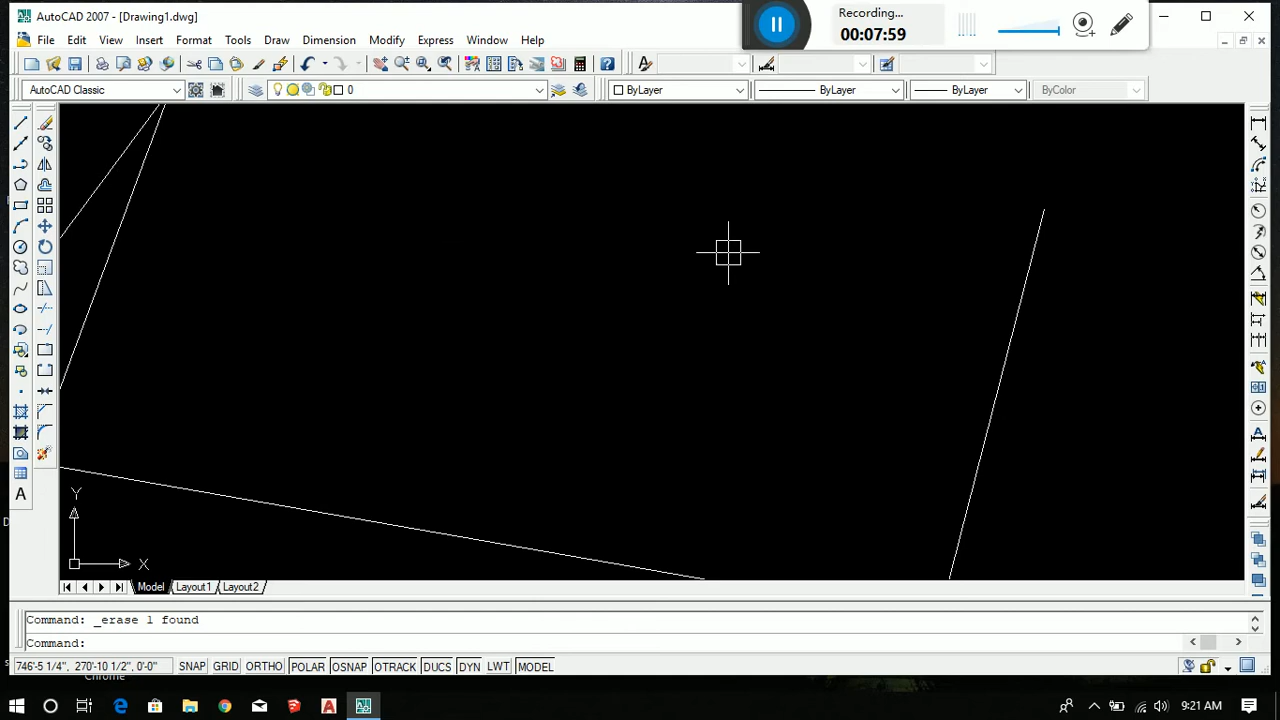 AutoCAD 2007 - [Drawing1.dwg]
Recording...
00:07:59
File Edit View Insert Format Tools Draw Dimension Modify Express Window Help
AutoCAD Classic
0
ByLayer
ByLayer
ByLayer
ByColor
Y
X
Model Layout1 Layout2
Command: _erase 1 found
Command:
746'-5 1/4", 270'-10 1/2", 0'-0"
SNAP GRID ORTHO POLAR OSNAP OTRACK DUCS DYN LWT MODEL
Chrome
9:21 AM